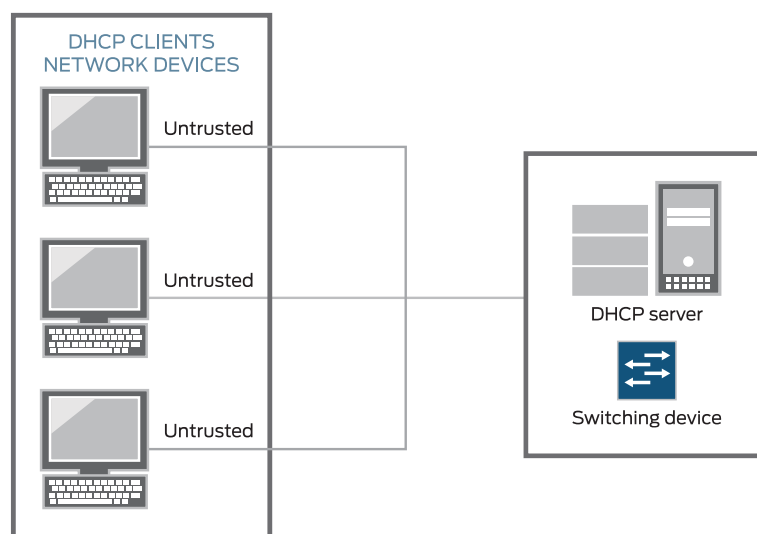 DHCP CLIENTS
NETWORK DEVICES
Untrusted
Untrusted
Untrusted
DHCP server
Switching device